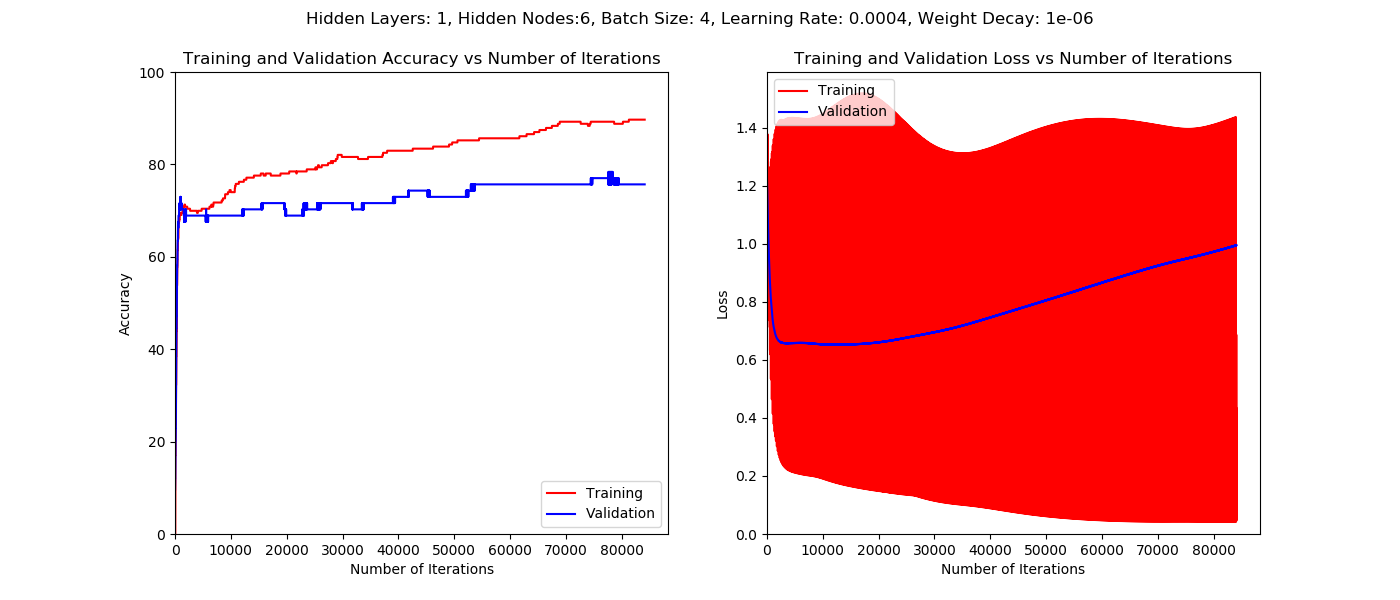 Hidden Layers: 1, Hidden Nodes:6, Batch Size: 4, Learning Rate: 0.0004, Weight Decay: 1e-06
Training and Validation Accuracy vs Number of Iterations
100
80
60
40
20
0
Accuracy
Training
Validation
0 10000 20000 30000 40000 50000 60000 70000 80000
Number of Iterations
Training and Validation Loss vs Number of Iterations
Training
Validation
1.4
1.2
1.0
0.8
0.6
0.4
0.2
0.0
Loss
0 10000 20000 30000 40000 50000 60000 70000 80000
Number of Iterations